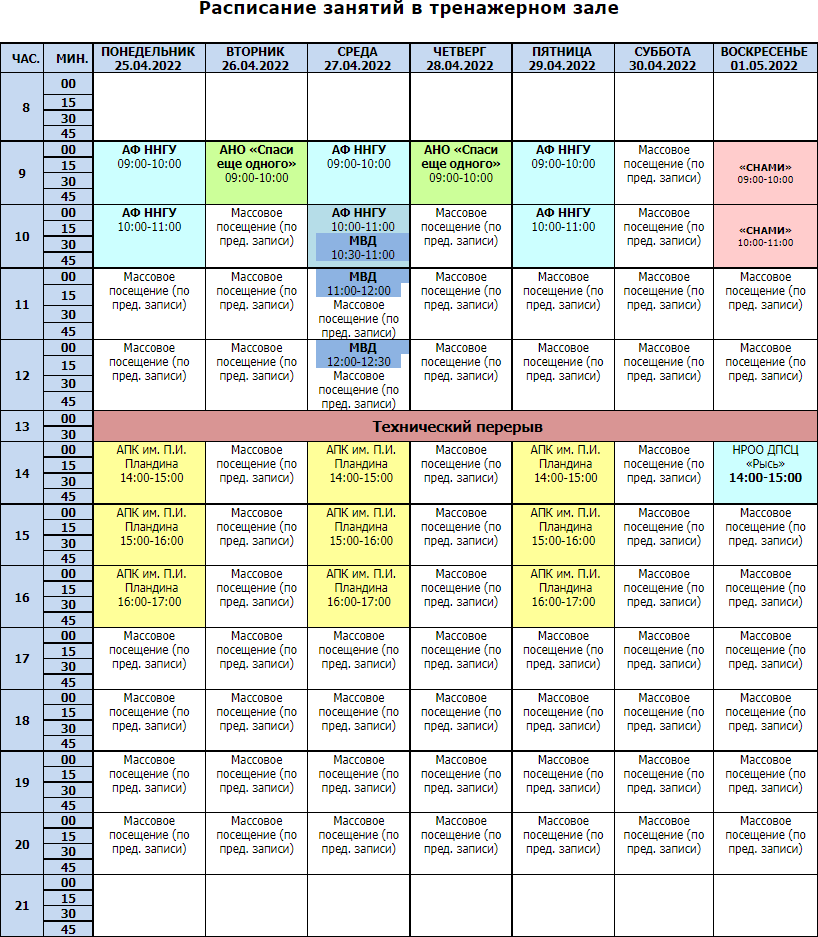 Расписание занятий в тренажерном зале
ЧАС. МИН. ПОНЕДЕЛЬНИК ВТОРНИК СРЕДА ЧЕТВЕРГ ПЯТНИЦА СУББОТА ВОСКРЕСЕНЬЕ
25.04.2022 26.04.2022 27.04.2022 28.04.2022 29.04.2022 30.04.2022 01.05.2022
8
00
15
30
45
9
00
15
30
45
АФ ННГУ
09:00-10:00
АНО «Спаси
еще одного»
09:00-10:00
АФ ННГУ
09:00-10:00
АНО «Спаси
еще одного»
09:00-10:00
АФ ННГУ
09:00-10:00
Массовое
посещение (по
пред. записи)
«СНАМИ»
09:00-10:00
10
00
15
30
45
АФ ННГУ
10:00-11:00
Массовое
посещение (по
пред. записи)
АФ ННГУ
10:00-11:00
МВД
10:30-11:00
Массовое
посещение (по
пред. записи)
АФ ННГУ
10:00-11:00
Массовое
посещение (по
пред. записи)
«СНАМИ»
10:00-11:00
11
00
15
30
45
Массовое
посещение (по
пред. записи)
Массовое
посещение (по
пред. записи)
МВД
11:00-12:00
Массовое
посещение (по
пред. записи)
Массовое
посещение (по
пред. записи)
Массовое
посещение (по
пред. записи)
Массовое
посещение (по
пред. записи)
Массовое
посещение (по
пред. записи)
12
00
15
30
45
Массовое
посещение (по
пред. записи)
Массовое
посещение (по
пред. записи)
МВД
12:00-12:30
Массовое
посещение (по
пред. записи)
Массовое
посещение (по
пред. записи)
Массовое
посещение (по
пред. записи)
Массовое
посещение (по
пред. записи)
Массовое
посещение (по
пред. записи)
13
00
30
Технический перерыв
14
00
15
30
45
АПК им. П.И.
Пландина
14:00-15:00
Массовое
посещение (по
пред. записи)
АПК им. П.И.
Пландина
14:00-15:00
Массовое
посещение (по
пред. записи)
АПК им. П.И.
Пландина
14:00-15:00
Массовое
посещение (по
пред. записи)
НРОО ДПСЦ
«Рысь»
14:00-15:00
15
00
15
30
45
АПК им. П.И.
Пландина
15:00-16:00
Массовое
посещение (по
пред. записи)
АПК им. П.И.
Пландина
15:00-16:00
Массовое
посещение (по
пред. записи)
АПК им. П.И.
Пландина
15:00-16:00
Массовое
посещение (по
пред. записи)
Массовое
посещение (по
пред. записи)
16
00
15
30
45
АПК им. П.И.
Пландина
16:00-17:00
Массовое
посещение (по
пред. записи)
АПК им. П.И.
Пландина
16:00-17:00
Массовое
посещение (по
пред. записи)
АПК им. П.И.
Пландина
16:00-17:00
Массовое
посещение (по
пред. записи)
Массовое
посещение (по
пред. записи)
17
00
15
30
45
Массовое
посещение (по
пред. записи)
Массовое
посещение (по
пред. записи)
Массовое
посещение (по
пред. записи)
Массовое
посещение (по
пред. записи)
Массовое
посещение (по
пред. записи)
Массовое
посещение (по
пред. записи)
Массовое
посещение (по
пред. записи)
18
00
15
30
45
Массовое
посещение (по
пред. записи)
Массовое
посещение (по
пред. записи)
Массовое
посещение (по
пред. записи)
Массовое
посещение (по
пред. записи)
Массовое
посещение (по
пред. записи)
Массовое
посещение (по
пред. записи)
Массовое
посещение (по
пред. записи)
19
00
15
30
45
Массовое
посещение (по
пред. записи)
Массовое
посещение (по
пред. записи)
Массовое
посещение (по
пред. записи)
Массовое
посещение (по
пред. записи)
Массовое
посещение (по
пред. записи)
Массовое
посещение (по
пред. записи)
Массовое
посещение (по
пред. записи)
20
00
15
30
45
Массовое
посещение (по
пред. записи)
Массовое
посещение (по
пред. записи)
Массовое
посещение (по
пред. записи)
Массовое
посещение (по
пред. записи)
Массовое
посещение (по
пред. записи)
Массовое
посещение (по
пред. записи)
Массовое
посещение (по
пред. записи)
21
00
15
30
45